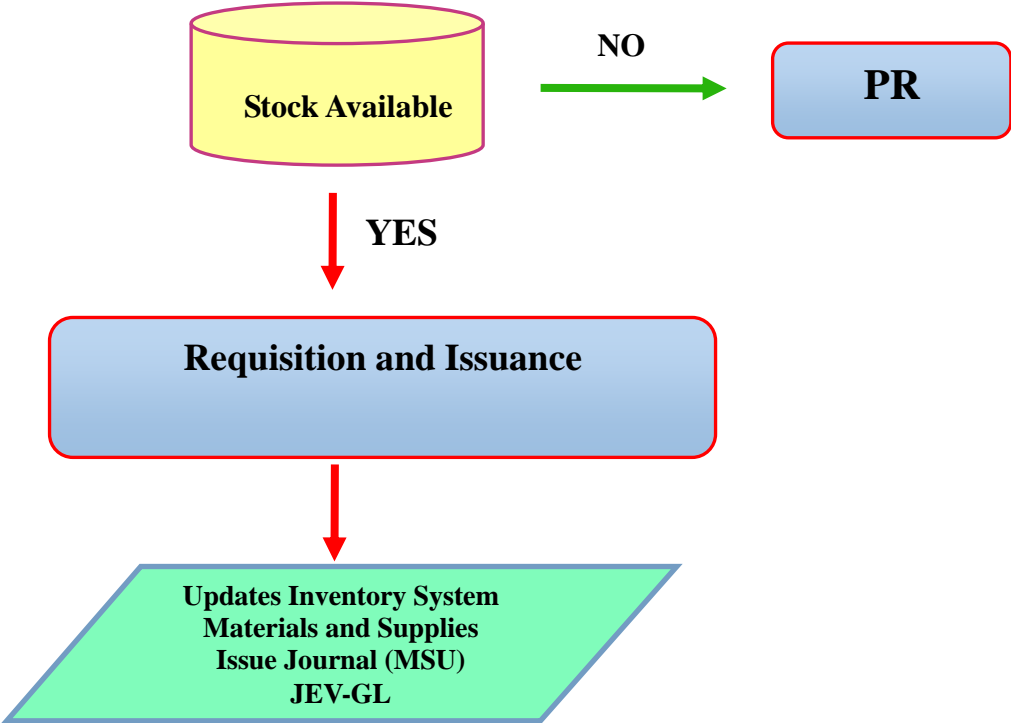 NO
PR
Stock Available
YES
Requisition and Issuance
Updates Inventory System
Materials and Supplies
Issue Journal (MSU)
JEV-GL